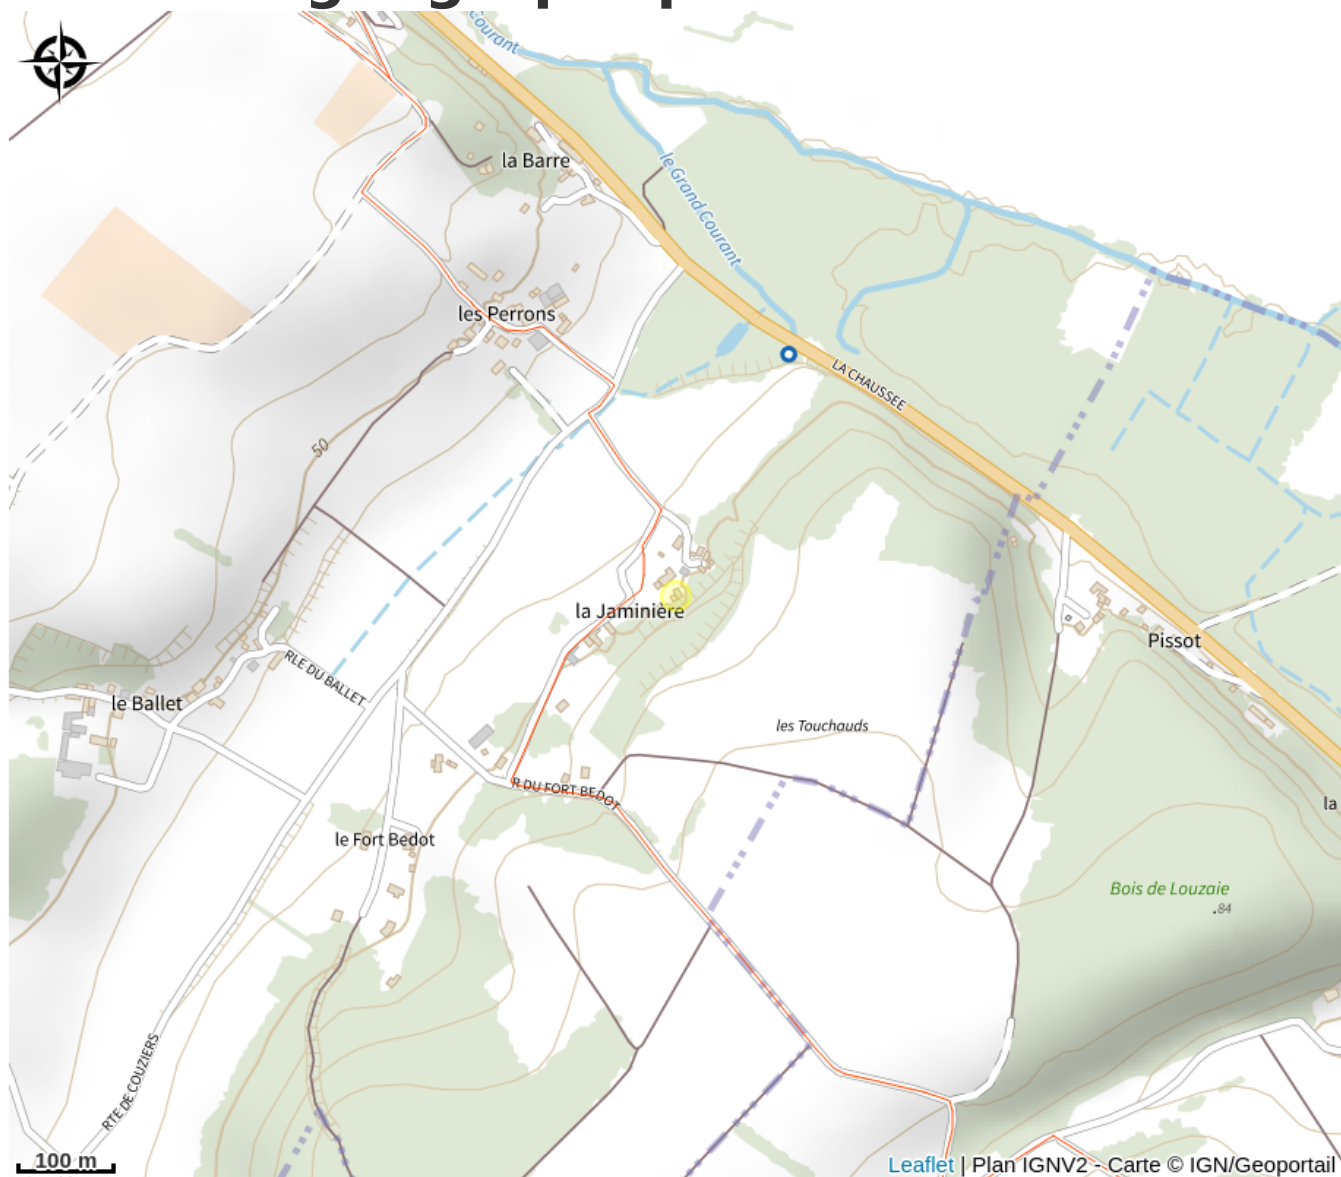 Courant
la Barre
le Grand Courant
les Perrons
LA CHAUSSEE
50
la Jaminière
Pissot
RLE DU BALLET
le Ballet
les Touchauds
R DU FORT BEDOT
la
le Fort Bedot
Bois de Louzaie
.84
RTE DE COUZIERS
100 m
Leaflet | Plan IGNV2 - Carte © IGN/Geoportail